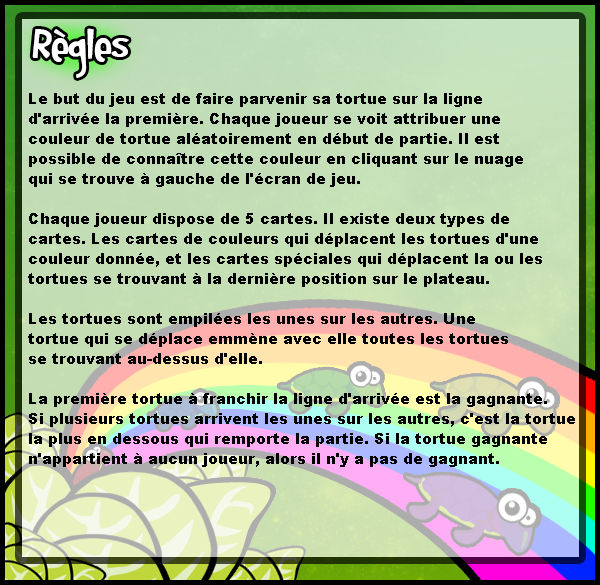 Règles
Le but du jeu est de faire parvenir sa tortue sur la ligne
d'arrivée la première. Chaque joueur se voit attribuer une
couleur de tortue aléatoirement en début de partie. Il est
possible de connaître cette couleur en cliquant sur le nuage
qui se trouve à gauche de l'écran de jeu.
Chaque joueur dispose de 5 cartes. Il existe deux types de
cartes. Les cartes de couleurs qui déplacent les tortues d'une
couleur donnée, et les cartes spéciales qui déplacent la ou les
tortues se trouvant à la dernière position sur le plateau.
Les tortues sont empilées les unes sur les autres. Une
tortue qui se déplace emmène avec elle toutes les tortues
se trouvant au-dessus d'elle.
La première tortue à franchir la ligne d'arrivée est la gagnante.
Si plusieurs tortues arrivent les unes sur les autres, c'est la tortue
la plus en dessous qui remporte la partie. Si la tortue gagnante
n'appartient à aucun joueur, alors il n'y a pas de gagnant.